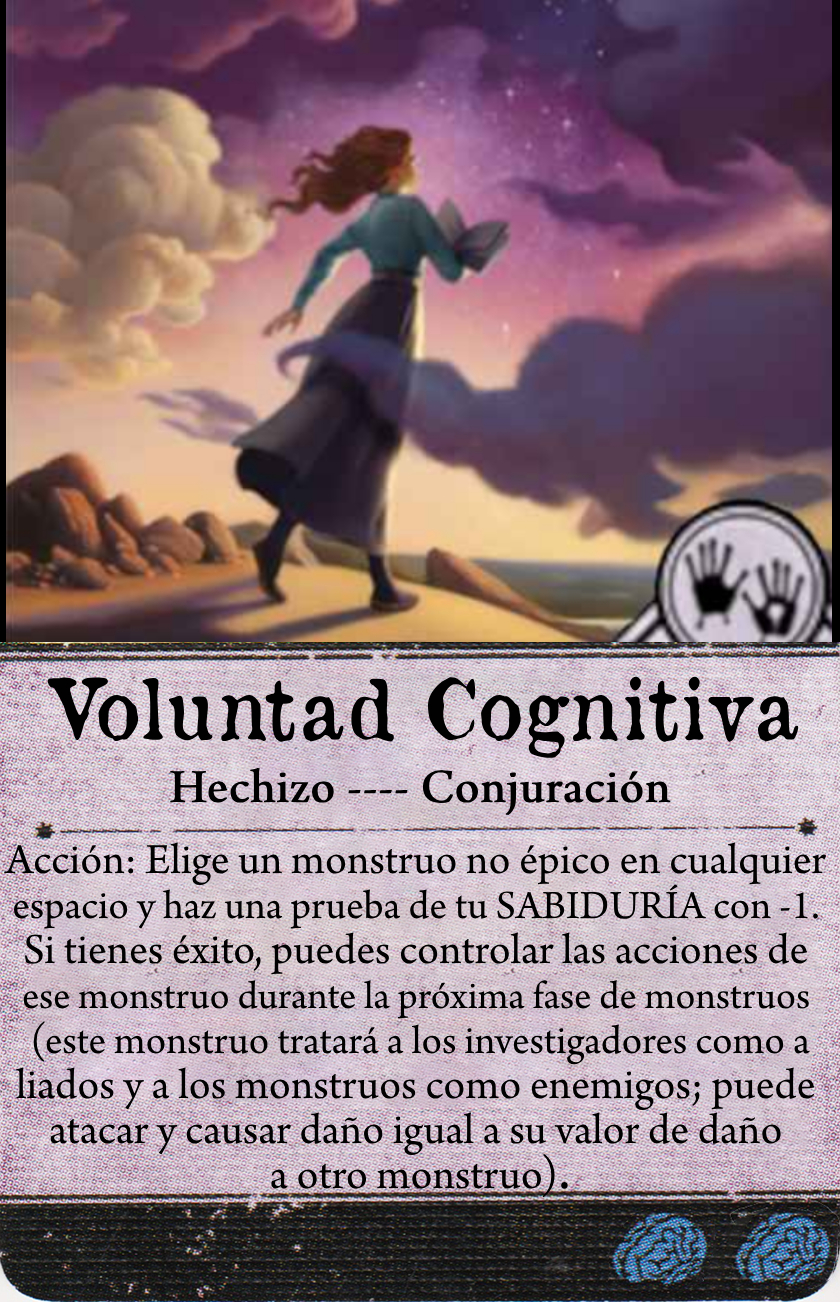 Voluntad Cognitiva
Hechizo ---- Conjuración
Acción: Elige un monstruo no épico en cualquier
espacio y haz una prueba de tu SABIDURÍA con -1.
Si tienes éxito, puedes controlar las acciones de
ese monstruo durante la próxima fase de monstruos
(este monstruo tratará a los investigadores como a
liados y a los monstruos como enemigos; puede
atacar y causar daño igual a su valor de daño
a otro monstruo).